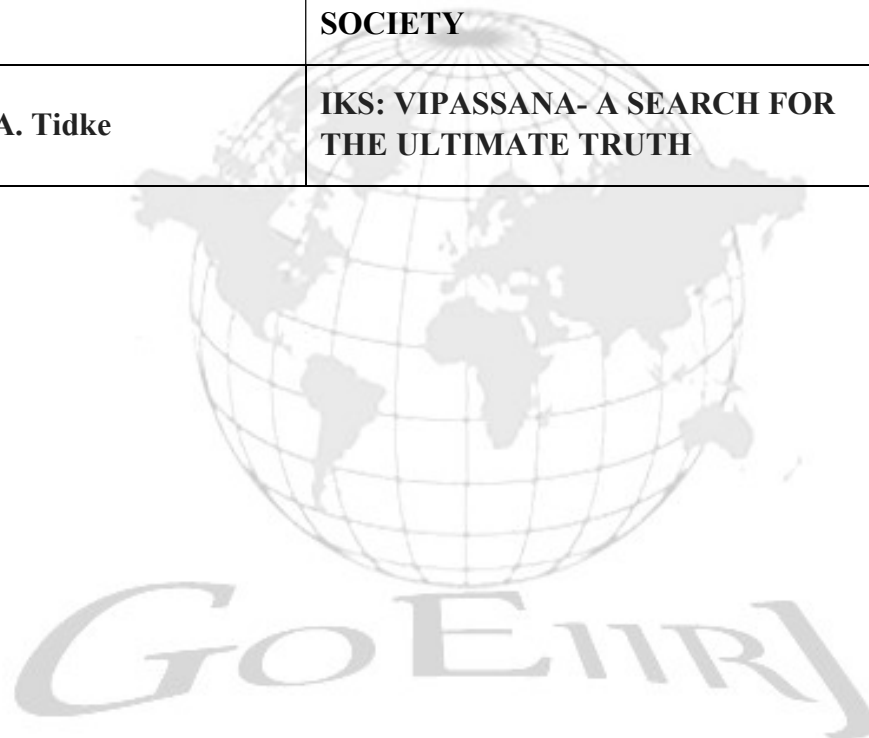 SOCIETY
A. Tidke
IKS: VIPASSANA- A SEARCH FOR
THE ULTIMATE TRUTH
GOEIIRJ